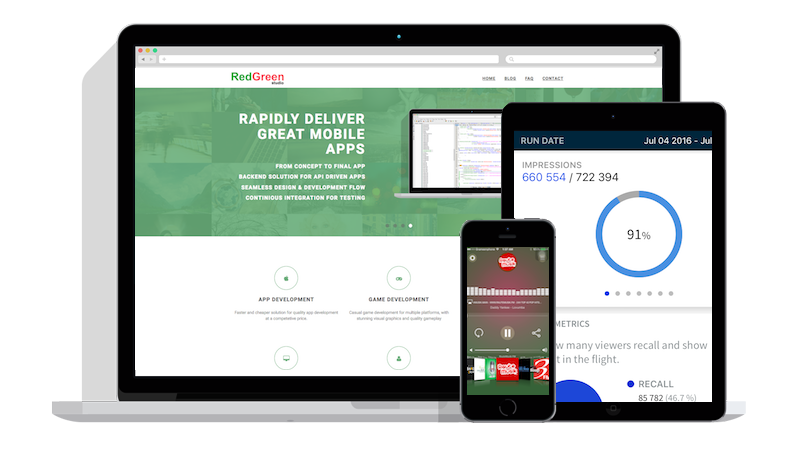 RedGreen
studio
HOME BLOG FAQ CONTACT
RAPIDLY DELIVER
GREAT MOBILE
APPS
FROM CONCEPT TO FINAL APP
BACKEND SOLUTION FOR API DRIVEN APPS
SEAMLESS DESIGN & DEVELOPMENT FLOW
CONTINIOUS INTEGRATION FOR TESTING
APP DEVELOPMENT
Faster and cheaper solution for quality app development
at a competetive price
GAME DEVELOPMENT
Casual game development for multiple platforms, with
stunning visual graphics and quality gameplay
RUN DATE Jul 04 2016 - Jul
IMPRESSIONS
660 554 / 722 394
91%
METRICS
ow many viewers recall and show
t in the flight.
RECALL
85 782 (46.7 %)